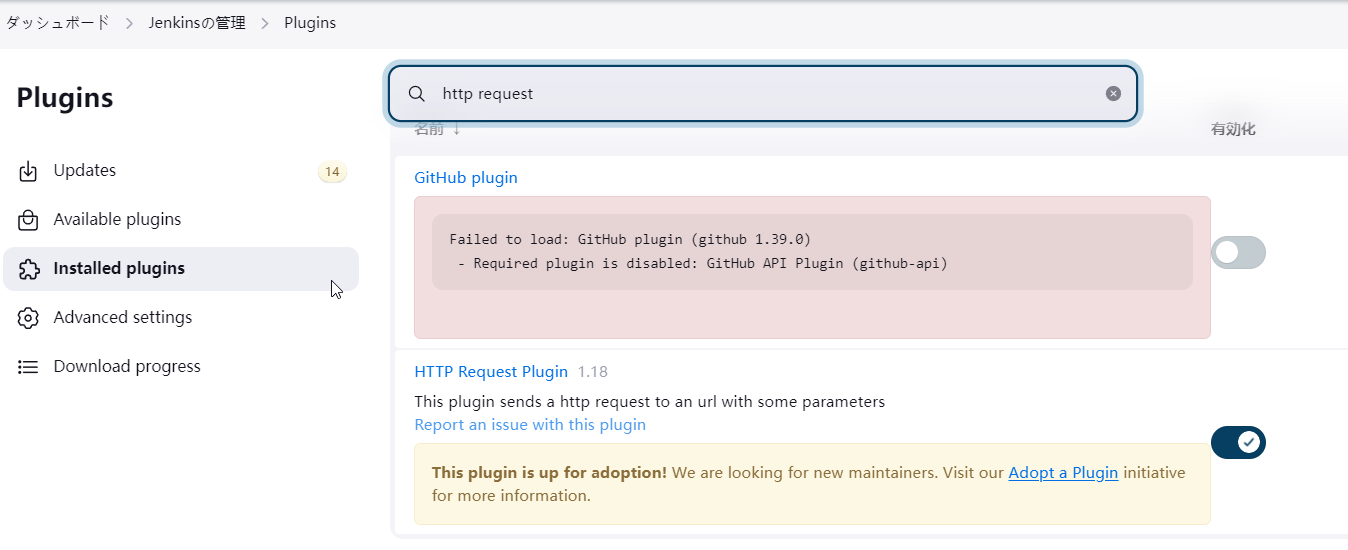 ダッシュボード > Jenkinsの管理 > Plugins
Plugins
Updates 14
Available plugins
Installed plugins
Advanced settings
Download progress
http request
名前 ↓ 有効化
GitHub plugin
Failed to load: GitHub plugin (github 1.39.0)
- Required plugin is disabled: GitHub API Plugin (github-api)
HTTP Request Plugin 1.18
This plugin sends a http request to an url with some parameters
Report an issue with this plugin
This plugin is up for adoption! We are looking for new maintainers. Visit our Adopt a Plugin initiative
for more information.